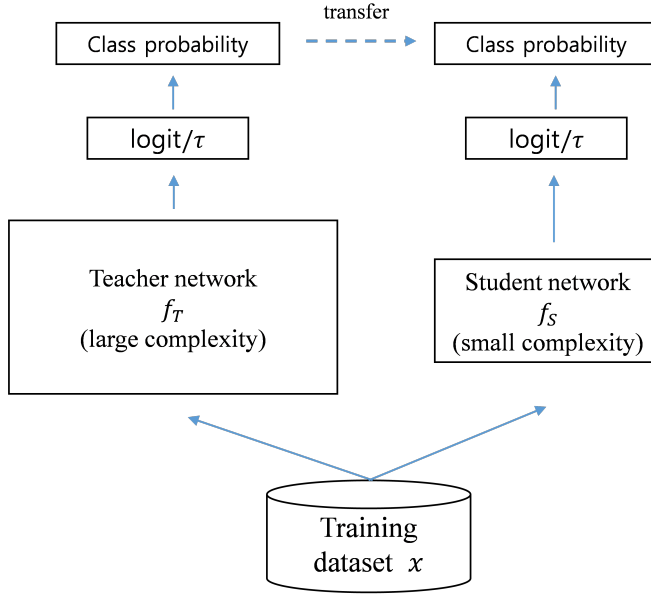 transfer
Class probability
Class probability
logit/τ
logit/τ
Teacher network
f_T
(large complexity)
Student network
f_S
(small complexity)
Training
dataset x